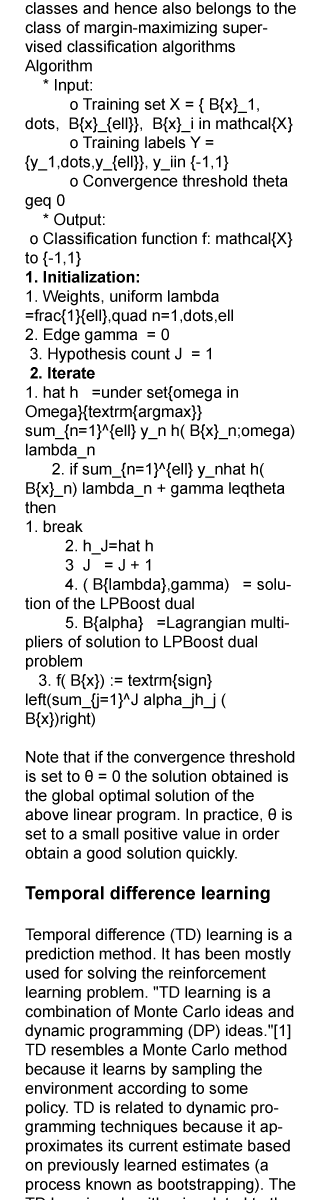 classes and hence also belongs to the
class of margin-maximizing super-
vised classification algorithms
Algorithm
* Input:
o Training set X = { B{x}_1,
dots, B{x}_{ell}}, B{x}_i in mathcal{X}
o Training labels Y =
{y_1,dots,y_{ell}}, y_iin {-1,1}
o Convergence threshold theta
geq 0
* Output:
o Classification function f: mathcal{X}
to {-1,1}
1. Initialization:
1. Weights, uniform lambda
=frac{1}{ell},quad n=1,dots,ell
2. Edge gamma = 0
3. Hypothesis count J = 1
2. Iterate
1. hat h =under set{omega in
Omega}{textrm{argmax}}
sum_{n=1}^{ell} y_n h( B{x}_n;omega)
lambda_n
2. if sum_{n=1}^{ell} y_nhat h(
B{x}_n) lambda_n + gamma leqtheta
then
1. break
2. h_J=hat h
3 J = J + 1
4. ( B{lambda},gamma) = solu-
tion of the LPBoost dual
5. B{alpha} =Lagrangian multi-
pliers of solution to LPBoost dual
problem
3. f( B{x}) := textrm{sign}
left(sum_{j=1}^J alpha_jh_j (
B{x})right)
Note that if the convergence threshold
is set to θ = 0 the solution obtained is
the global optimal solution of the
above linear program. In practice, θ is
set to a small positive value in order
obtain a good solution quickly.
Temporal difference learning
Temporal difference (TD) learning is a
prediction method. It has been mostly
used for solving the reinforcement
learning problem. "TD learning is a
combination of Monte Carlo ideas and
dynamic programming (DP) ideas."[1]
TD resembles a Monte Carlo method
because it learns by sampling the
environment according to some
policy. TD is related to dynamic pro-
gramming techniques because it ap-
proximates its current estimate based
on previously learned estimates (a
process known as bootstrapping). The